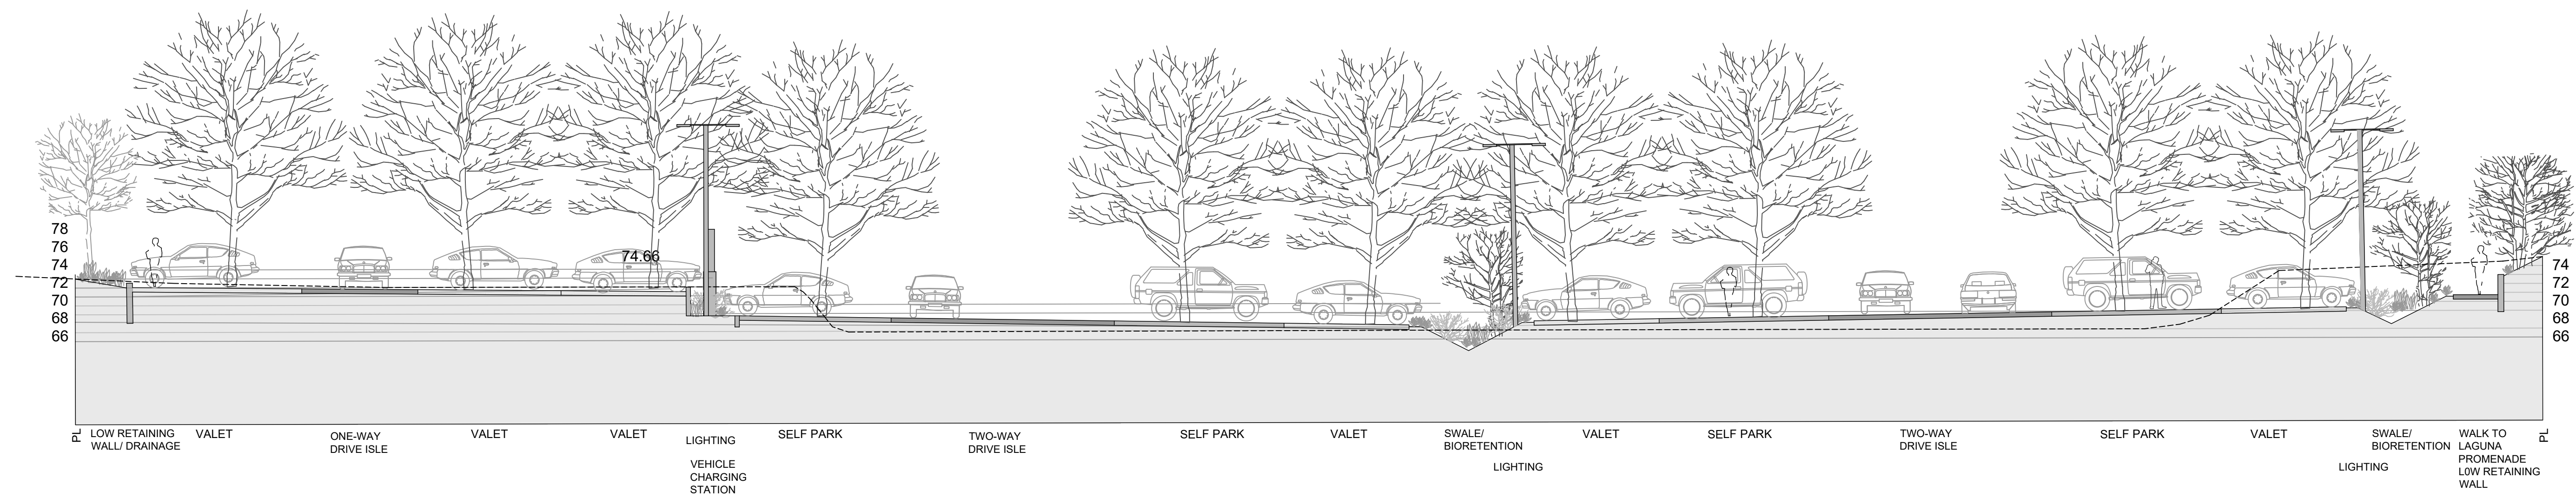 78
76
74
72
70
68
66
74.66
74
72
70
68
66
PL
LOW RETAINING
WALL/ DRAINAGE
VALET
ONE-WAY
DRIVE ISLE
VALET
VALET
LIGHTING
VEHICLE
CHARGING
STATION
SELF PARK
TWO-WAY
DRIVE ISLE
SELF PARK
VALET
SWALE/
BIORETENTION
LIGHTING
VALET
SELF PARK
TWO-WAY
DRIVE ISLE
SELF PARK
VALET
LIGHTING
SWALE/
BIORETENTION
WALK TO
LAGUNA
PROMENADE
L0W RETAINING
WALL
PL